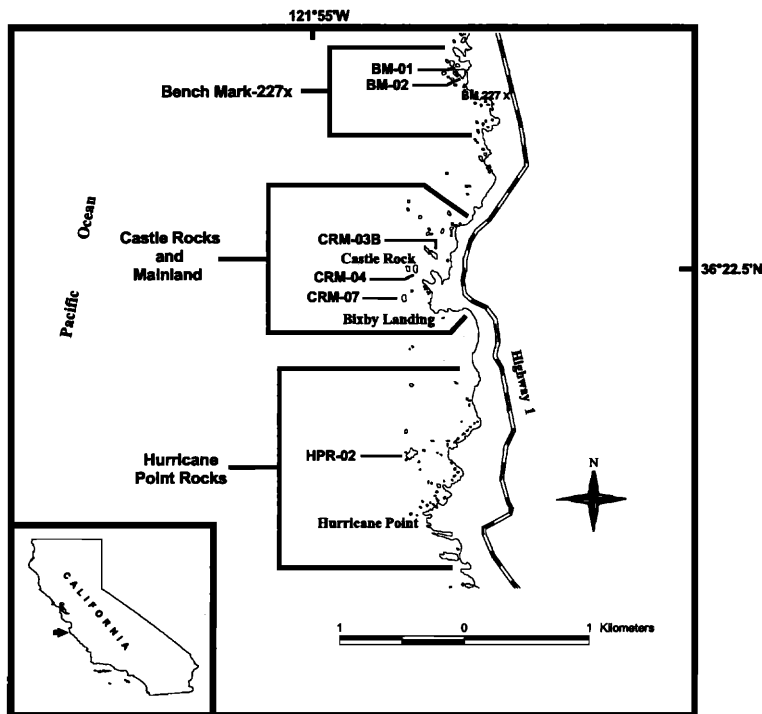 121°55'W
BM-01
BM-02
Bench Mark-227x
BM 227 x
Pacific Ocean
CRM-03B
Castle Rocks
and
Mainland
Castle Rock
36°22.5'N
CRM-04
CRM-07
Bixby Landing
Highway 1
HPR-02
Hurricane
Point Rocks
N
Hurricane Point
CALIFORNIA
1 0 1 Kilometers